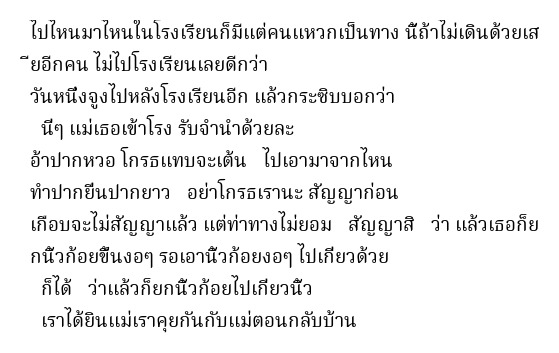 ไปไหนมาไหนในโรงเรียนก็มีแต่คนแหวกเป็นทาง นี่ถ้าไม่เดินด้วยเส
ียอีกคน ไม่ไปโรงเรียนเลยดีกว่า
วันหนึ่งจูงไปหลังโรงเรียนอีก แล้วกระซิบบอกว่า
นี่ๆ แม่เธอเข้าโรง รับจำนำด้วยละ
อ้าปากหวอ โกรธแทบจะเต้น ไปเอามาจากไหน
ทำปากยื่นปากยาว อย่าโกรธเรานะ สัญญาก่อน
เกือบจะไม่สัญญาแล้ว แต่ท่าทางไม่ยอม สัญญาสิ ว่า แล้วเธอก็ย
กนิ้วก้อยขึ้นงอๆ รอเอานิ้วก้อยงอๆ ไปเกี่ยวด้วย
ก็ได้ ว่าแล้วก็ยกนิ้วก้อยไปเกี่ยวนิ้ว
เราได้ยินแม่เราคุยกันกับแม่ตอนกลับบ้าน